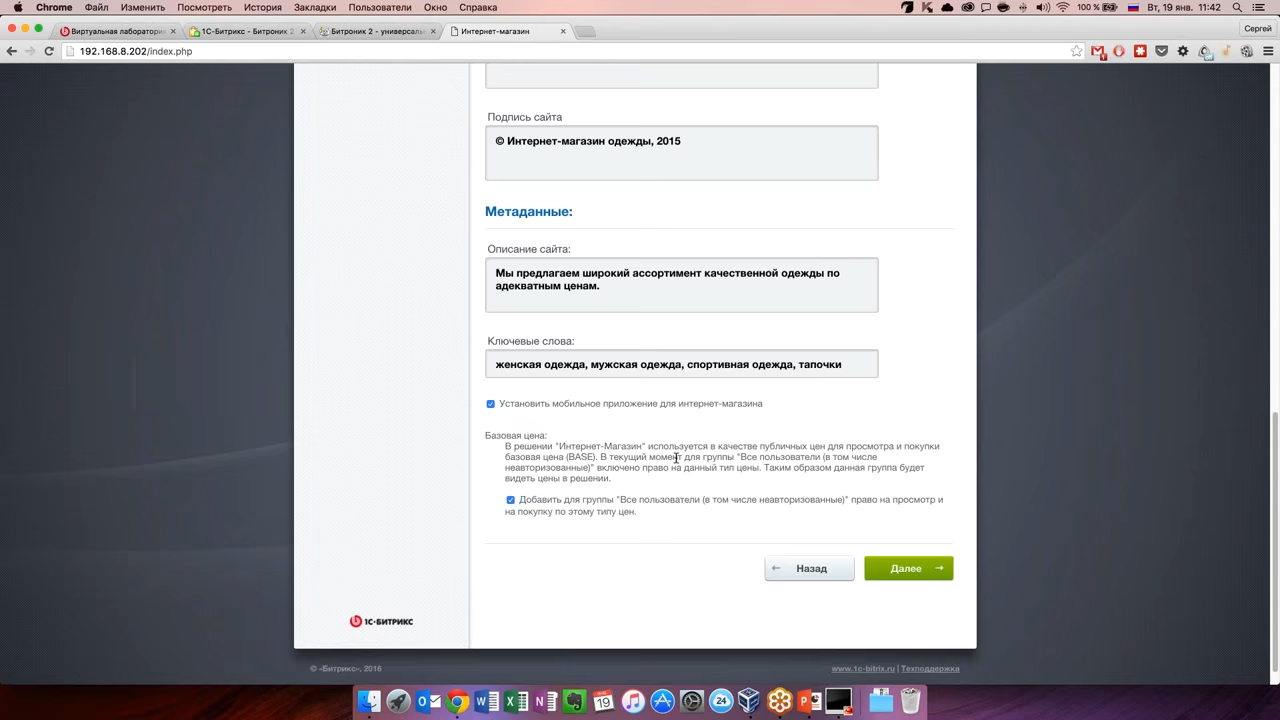 Chrome Файл Изменить Посмотреть История Закладки Пользователи Окно Справка
100 % Вт, 19 янв. 11:42
Виртуальная лаборатори
1С-Битрикс - Битроник 2
Битроник 2 - универсаль
Интернет-магазин
Сергей
192.168.8.202/index.php
Подпись сайта
© Интернет-магазин одежды, 2015
Метаданные:
Описание сайта:
Мы предлагаем широкий ассортимент качественной одежды по
адекватным ценам.
Ключевые слова:
женская одежда, мужская одежда, спортивная одежда, тапочки
Установить мобильное приложение для интернет-магазина
Базовая цена:
В решении "Интернет-Магазин" используется в качестве публичных цен для просмотра и покупки
базовая цена (BASE). В текущий момент для группы "Все пользователи (в том числе
неавторизованные)" включено право на данный тип цены. Таким образом данная группа будет
видеть цены в решении.
Добавить для группы "Все пользователи (в том числе неавторизованные)" право на просмотр и
на покупку по этому типу цен.
Назад
Далее
1С-БИТРИКС
© «Битрикс», 2016
www.1c-bitrix.ru | Техподдержка
19
24